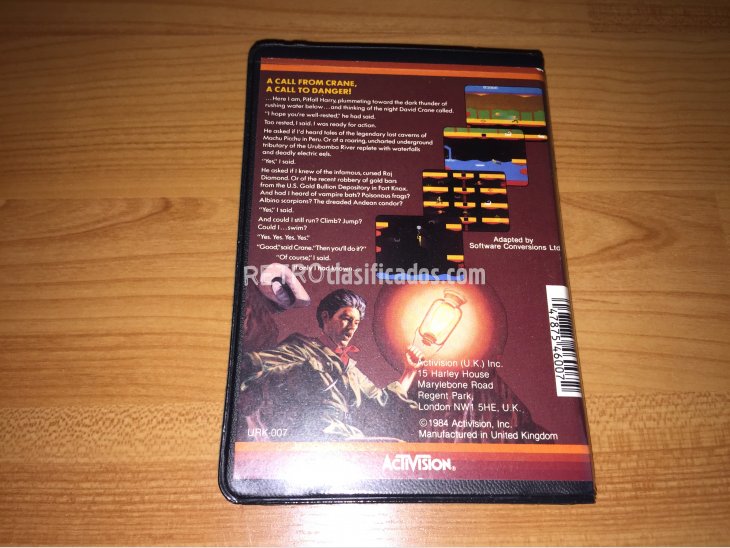 A CALL FROM CRANE,
A CALL TO DANGER!
...Here I am, Pitfall Harry, plummeting toward the dark thunder of
rushing water below...and thinking of the night David Crane called.
"I hope you're well-rested," he had said.
Too rested, I said. I was ready for action.
He asked if I'd heard tales of the legendary lost caverns of
Machu Picchu in Peru. Or of a roaring, uncharted underground
tributary of the Urubamba River replete with waterfalls
and deadly electric eels.
"Yes," I said.
He asked if I knew of the infamous, cursed Raj
Diamond. Or of the recent robbery of gold bars
from the U.S. Gold Bullion Depository in Fort Knox.
And had I heard of vampire bats? Poisonous frogs?
Albino scorpions? The dreaded Andean condor?
"Yes," I said.
And could I still run? Climb? Jump?
Could I...swim?
"Yes. Yes. Yes. Yes."
"Good," said Crane. "Then you'll do it?"
"Of course," I said.
If only I had known...
Adapted by
Software Conversions Ltd
RETROclasificados.com
47875 46007
Activision (U.K.) Inc.
15 Harley House
Marylebone Road
Regent Park,
London NW1 5HE, U.K.
©1984 Activision, Inc.
Manufactured in United Kingdom
URK-007
ACTIVISION®